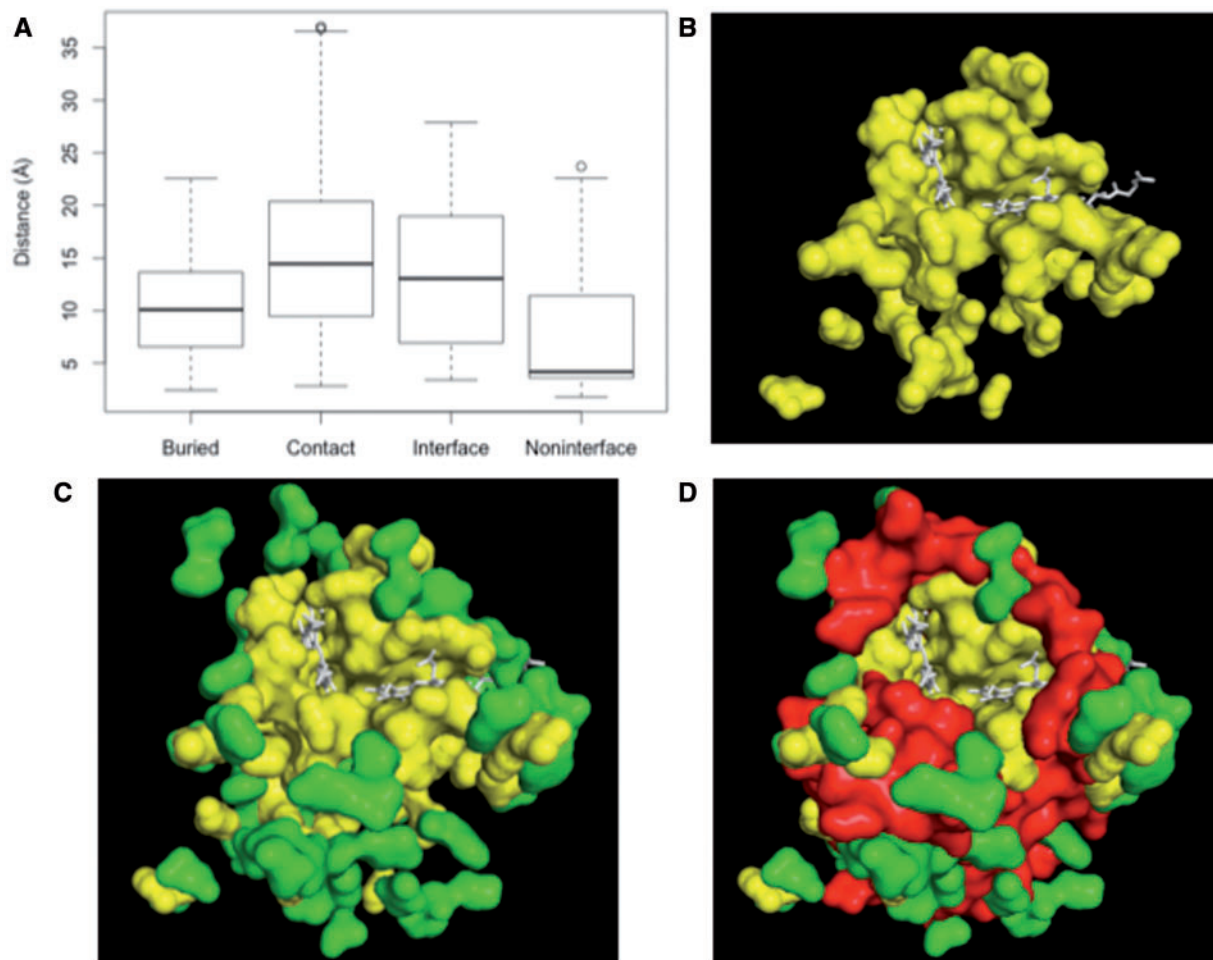 A
B
Distance (Å)
35
30
25
20
15
10
5
Buried
Contact
Interface
Noninterface
C
D